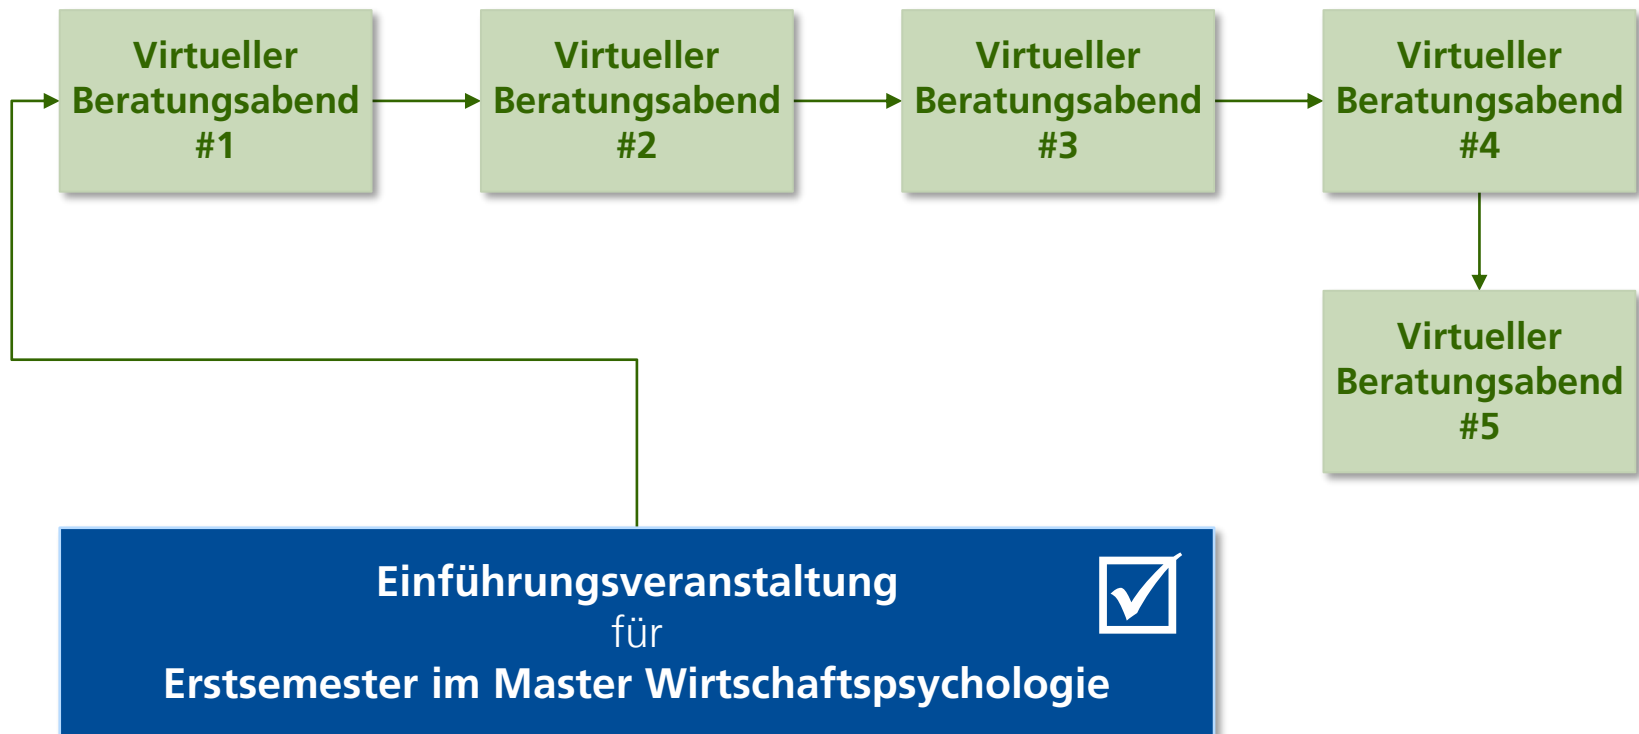 Virtueller
Beratungsabend
#1
Virtueller
Beratungsabend
#2
Virtueller
Beratungsabend
#3
Virtueller
Beratungsabend
#4
Virtueller
Beratungsabend
#5
Einführungsveranstaltung
für
Erstsemester im Master Wirtschaftspsychologie